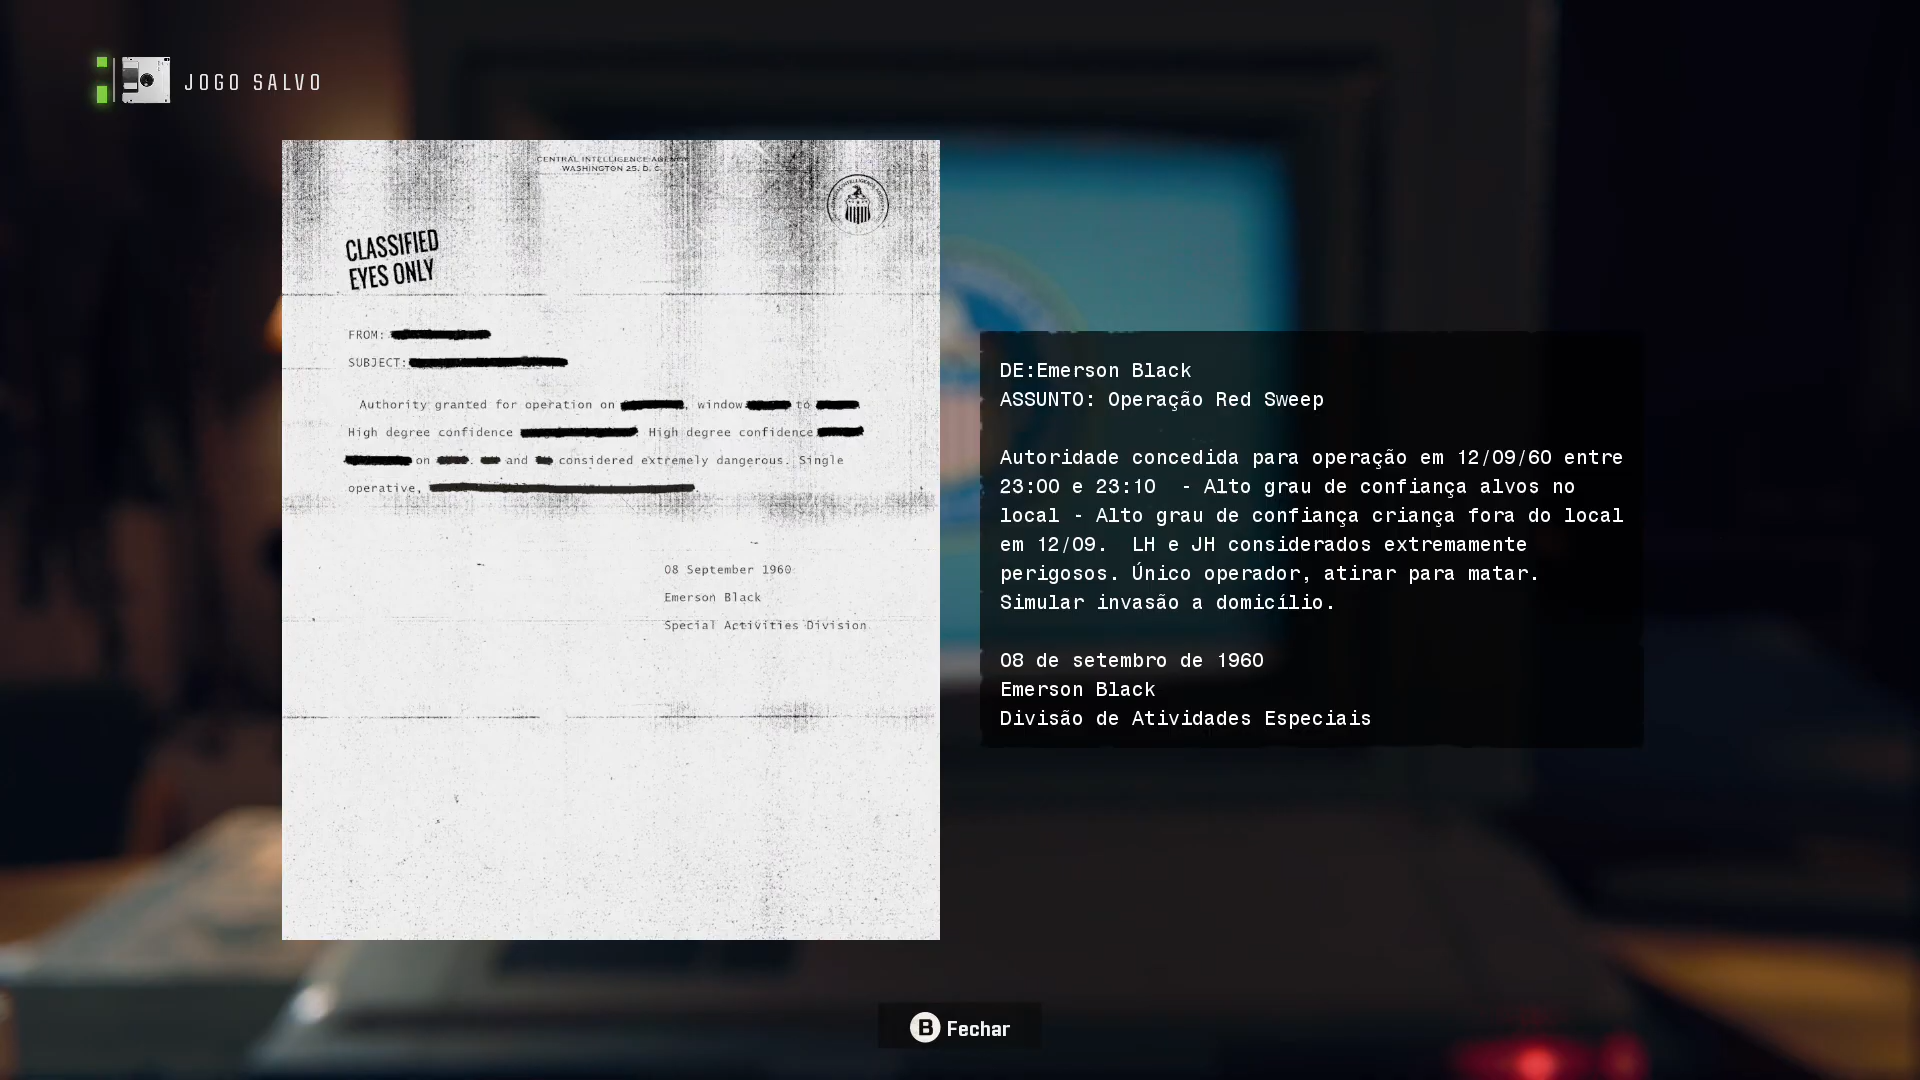 JOGO SALVO
CENTRAL INTELLIGENCE AGENCY
WASHINGTON 25, D. C.
CLASSIFIED
EYES ONLY
FROM:
SUBJECT:
Authority granted for operation on , window to
High degree confidence . High degree confidence
on . and considered extremely dangerous. Single
operative,
08 September 1960
Emerson Black
Special Activities Division
DE:Emerson Black
ASSUNTO: Operação Red Sweep
Autoridade concedida para operação em 12/09/60 entre
23:00 e 23:10 - Alto grau de confiança alvos no
local - Alto grau de confiança criança fora do local
em 12/09. LH e JH considerados extremamente
perigosos. Único operador, atirar para matar.
Simular invasão a domicílio.
08 de setembro de 1960
Emerson Black
Divisão de Atividades Especiais
B Fechar